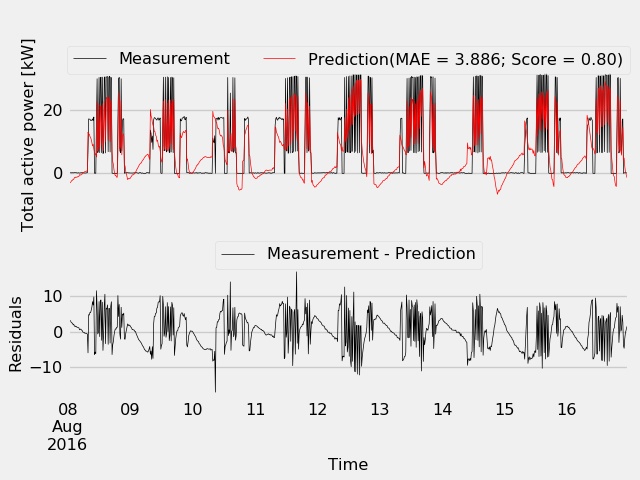 Measurement
Prediction(MAE = 3.886; Score = 0.80)
Total active power [kW]
20
0
Measurement - Prediction
Residuals
10
0
−10
08 09 10 11 12 13 14 15 16
Aug
2016
Time